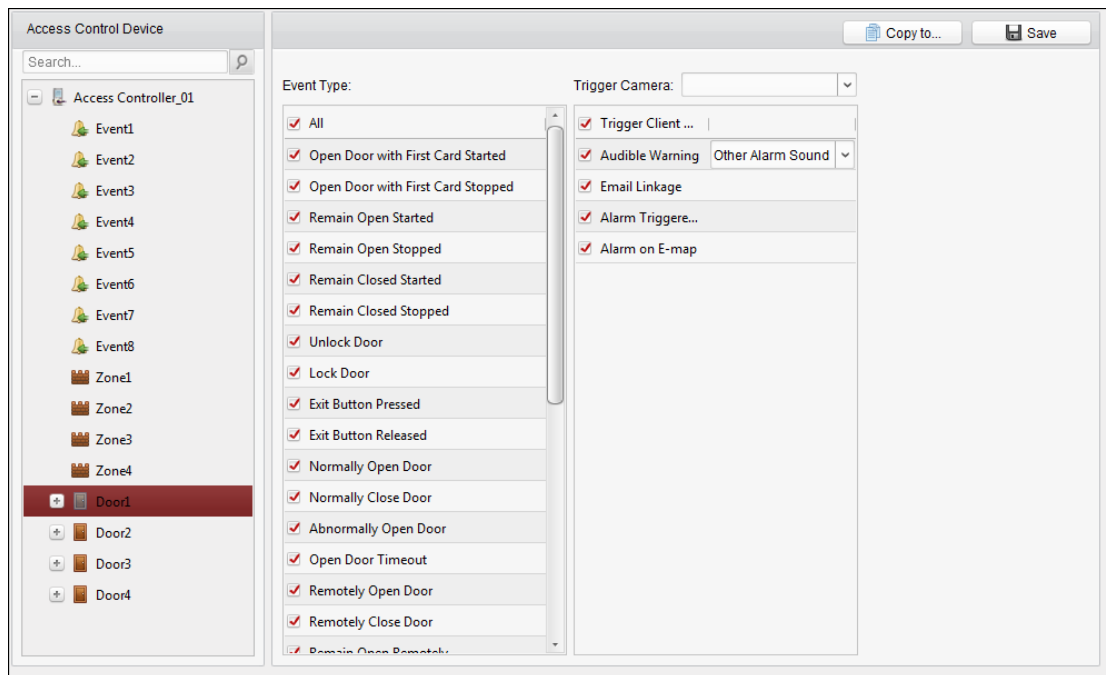 Access Control Device
Search...
Access Controller_01
Event1
Event2
Event3
Event4
Event5
Event6
Event7
Event8
Zone1
Zone2
Zone3
Zone4
Door1
Door2
Door3
Door4
Copy to...
Save
Event Type:
All
Open Door with First Card Started
Open Door with First Card Stopped
Remain Open Started
Remain Open Stopped
Remain Closed Started
Remain Closed Stopped
Unlock Door
Lock Door
Exit Button Pressed
Exit Button Released
Normally Open Door
Normally Close Door
Abnormally Open Door
Open Door Timeout
Remotely Open Door
Remotely Close Door
Remain Open Remotely
Trigger Camera:
Trigger Client ...
Audible Warning Other Alarm Sound
Email Linkage
Alarm Triggere...
Alarm on E-map